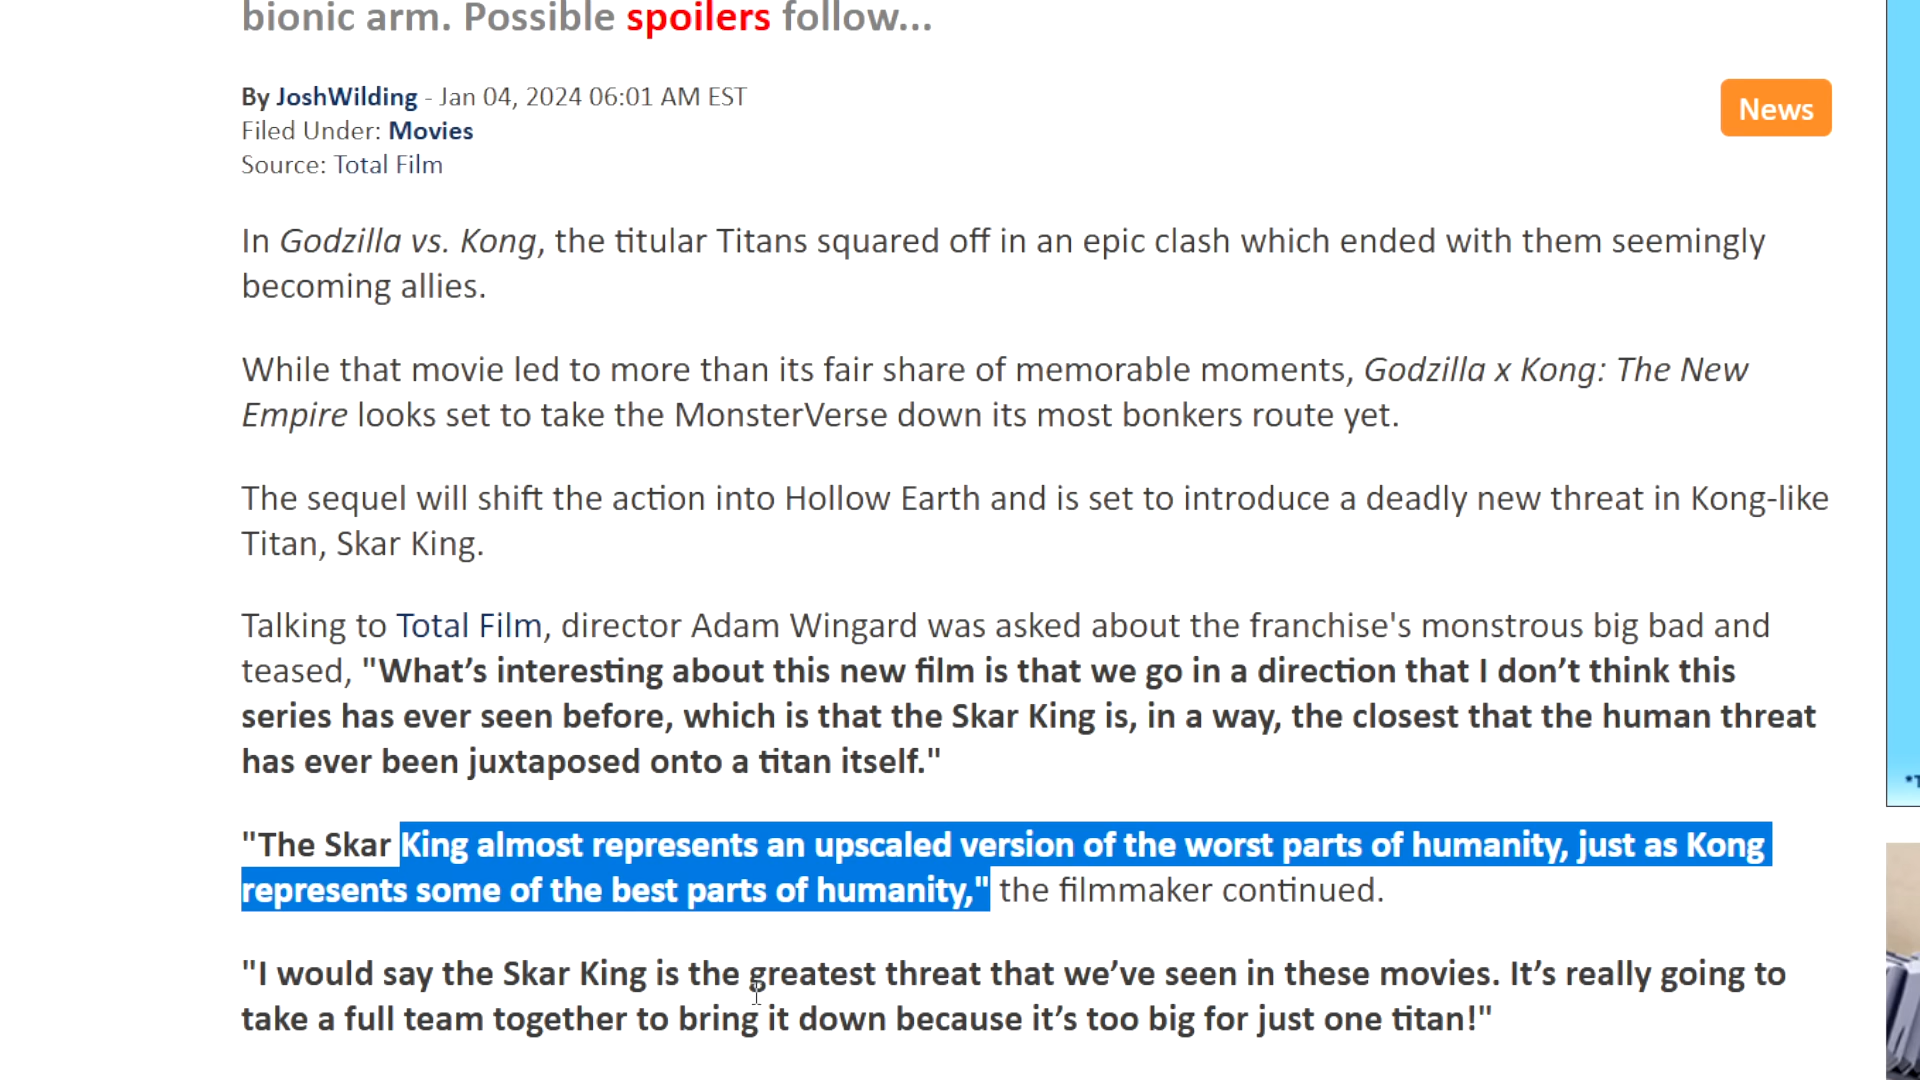 bionic arm. Possible spoilers follow...
By JoshWilding - Jan 04, 2024 06:01 AM EST
Filed Under: Movies
Source: Total Film
News
In Godzilla vs. Kong, the titular Titans squared off in an epic clash which ended with them seemingly
becoming allies.
While that movie led to more than its fair share of memorable moments, Godzilla x Kong: The New
Empire looks set to take the MonsterVerse down its most bonkers route yet.
The sequel will shift the action into Hollow Earth and is set to introduce a deadly new threat in Kong-like
Titan, Skar King.
Talking to Total Film, director Adam Wingard was asked about the franchise's monstrous big bad and
teased, "What’s interesting about this new film is that we go in a direction that I don’t think this
series has ever seen before, which is that the Skar King is, in a way, the closest that the human threat
has ever been juxtaposed onto a titan itself."
"The Skar King almost represents an upscaled version of the worst parts of humanity, just as Kong
represents some of the best parts of humanity," the filmmaker continued.
"I would say the Skar King is the greatest threat that we’ve seen in these movies. It’s really going to
take a full team together to bring it down because it’s too big for just one titan!"